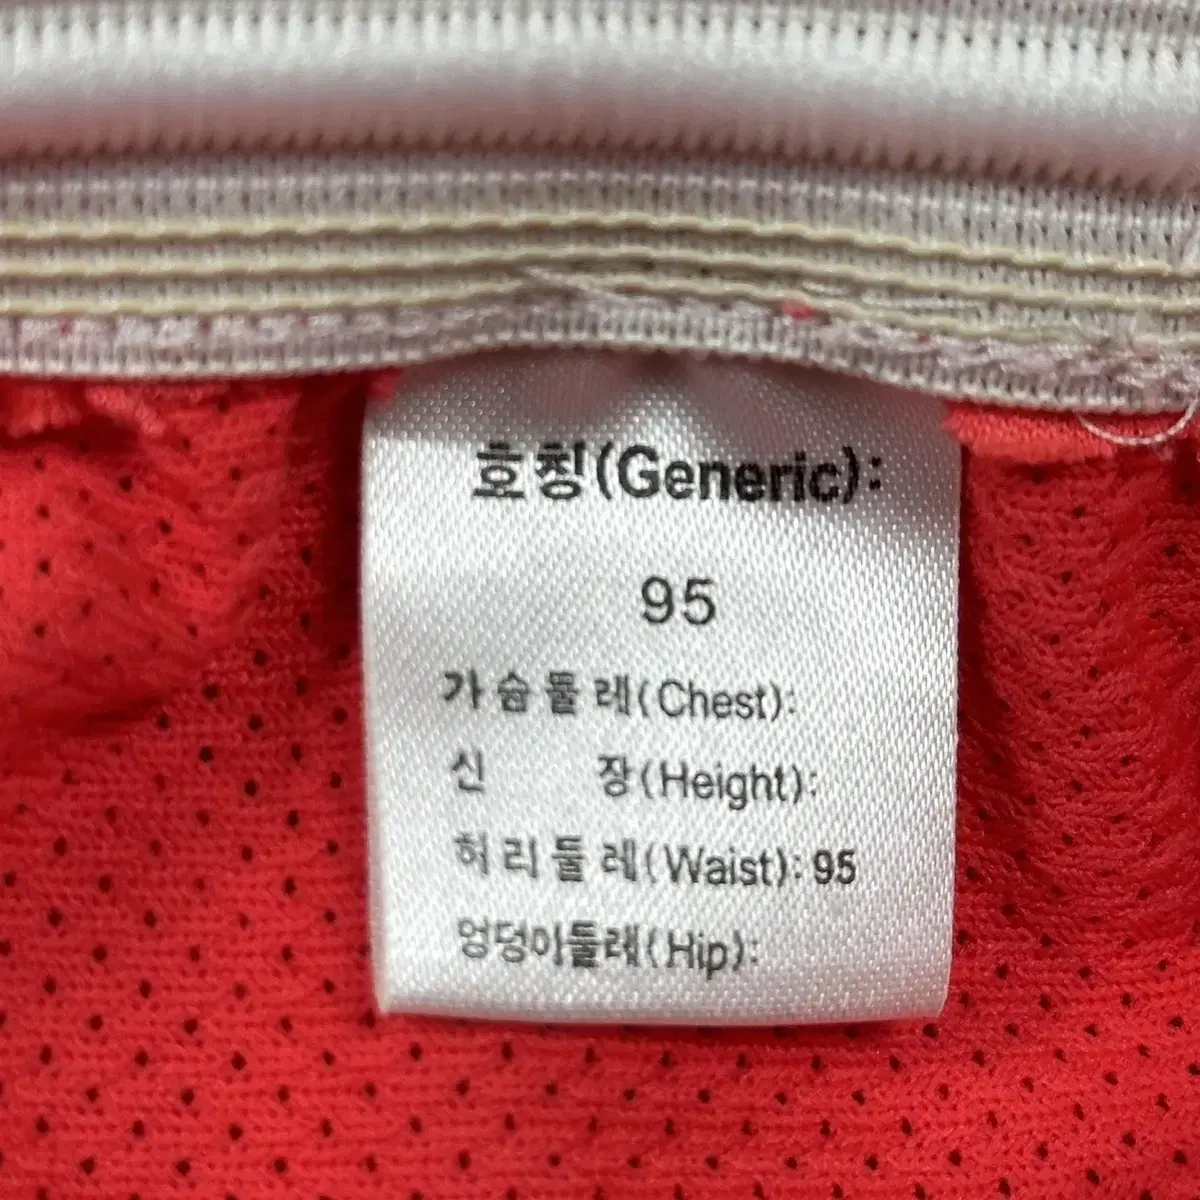 호칭(Generic):
95
가슴둘레(Chest):
신 장(Height):
허리둘레(Waist): 95
엉덩이둘레(Hip):